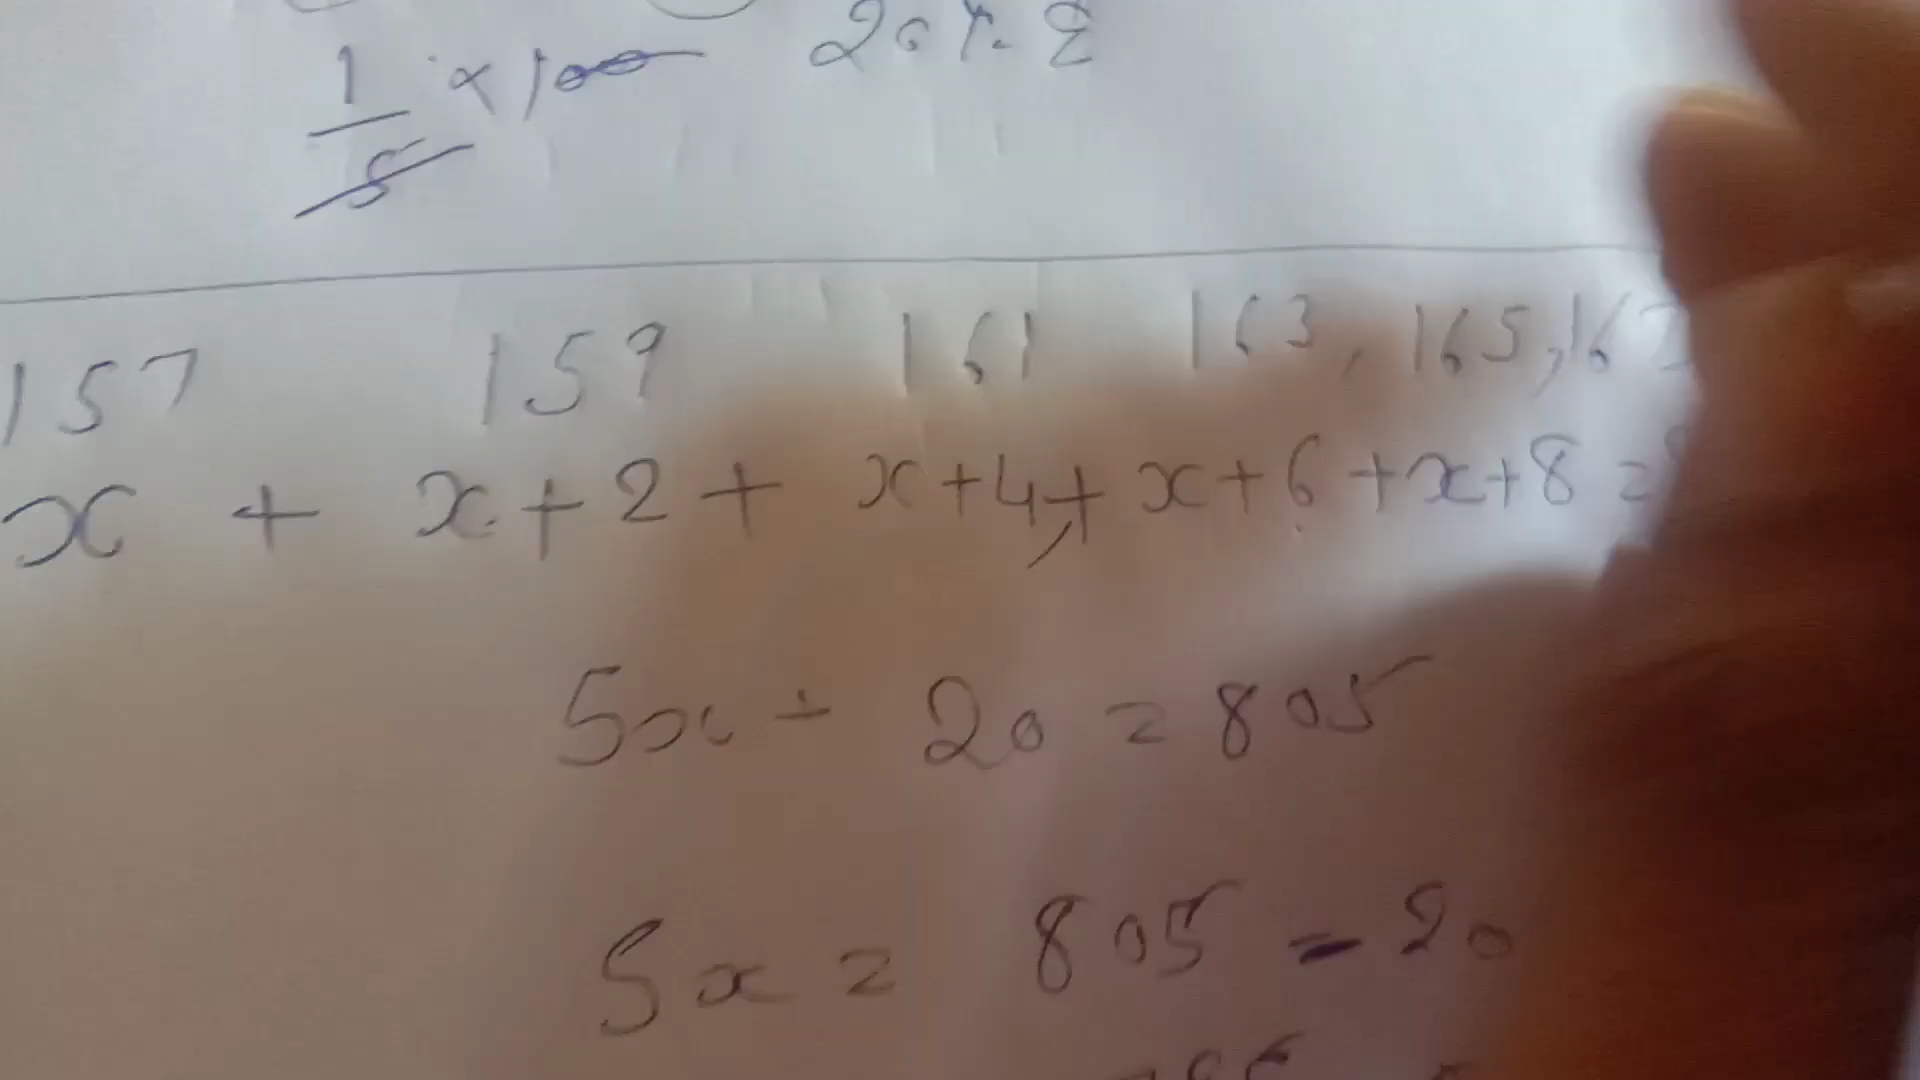 1/5 × 100 20%
157 159 161 163, 165,
x + x+2 + x+4+ x+6 +x+8 =
5x + 20 = 805
5x = 805 - 20